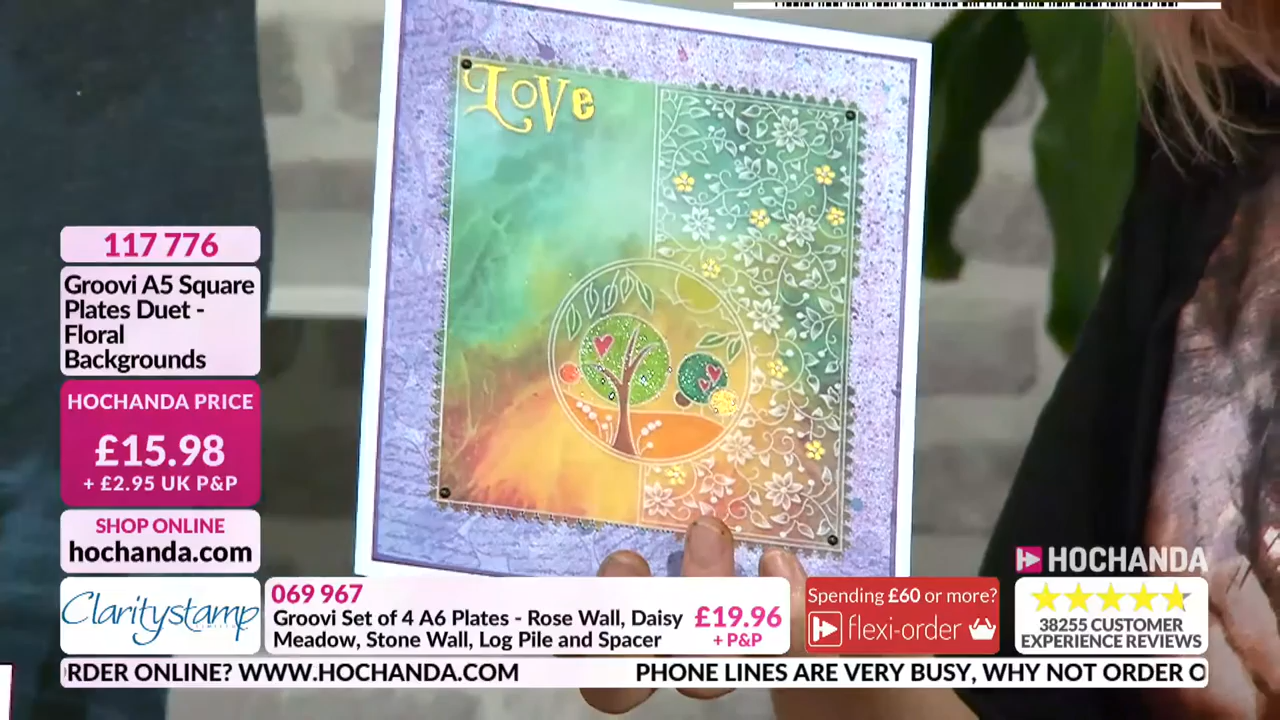 LOVE
117 776
Groovi A5 Square
Plates Duet -
Floral
Backgrounds
HOCHANDA PRICE
£15.98
+ £2.95 UK P&P
SHOP ONLINE
hochanda.com
Claritystamp
LIMITED
069 967
Groovi Set of 4 A6 Plates - Rose Wall, Daisy
Meadow, Stone Wall, Log Pile and Spacer
£19.96
+ P&P
Spending £60 or more?
flexi-order
HOCHANDA
38255 CUSTOMER
EXPERIENCE REVIEWS
RDER ONLINE? WWW.HOCHANDA.COM PHONE LINES ARE VERY BUSY, WHY NOT ORDER O